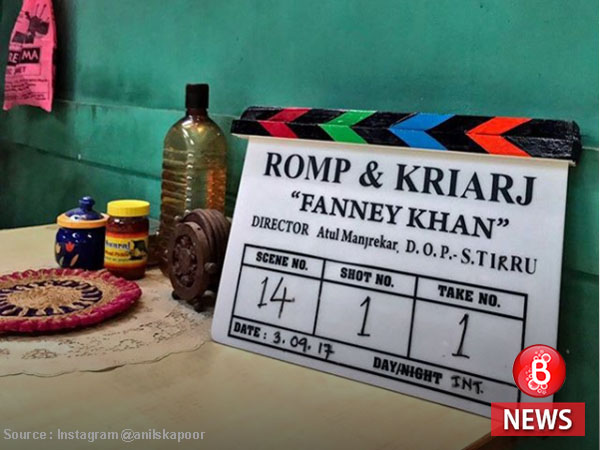 ROMP & KRIARJ
"FANNEY KHAN"
DIRECTOR Atul Manjrekar, D.O.P.- S.TIRRU
SCENE NO. SHOT NO. TAKE NO.
14 1 1
DATE : 3.09.17 DAY/NIGHT INT.
B
NEWS
Source : Instagram@anilskapoor